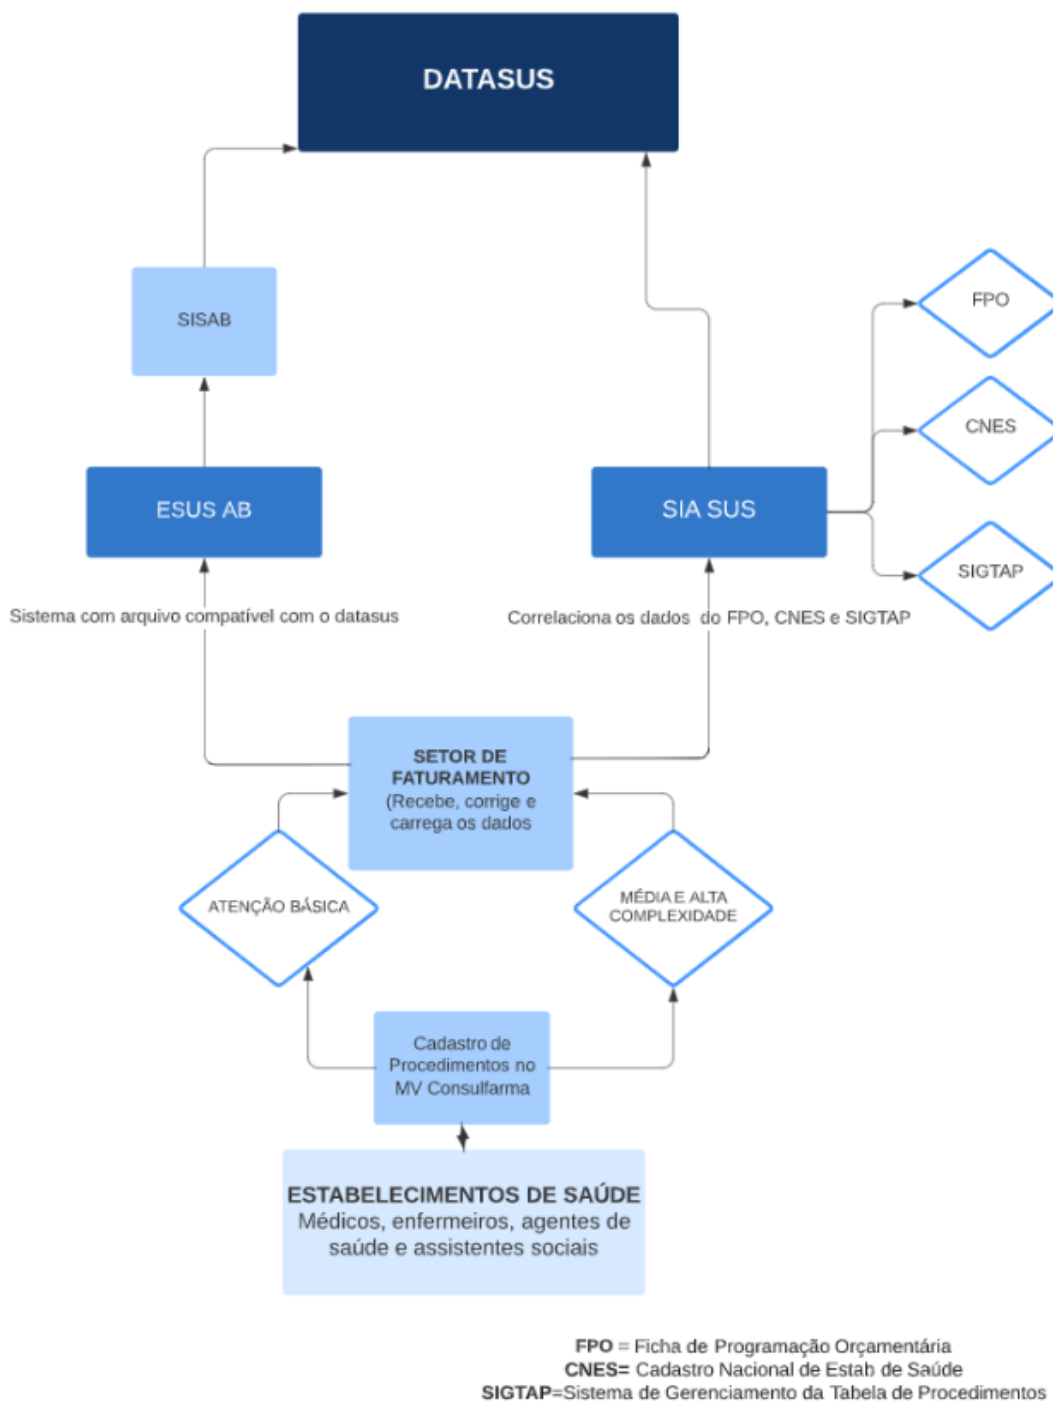 DATASUS
FPO
SISAB
CNES
ESUS AB
SIA SUS
SIGTAP
Sistema com arquivo compatível com o datasus
Correlaciona os dados do FPO, CNES e SIGTAP
SETOR DE
FATURAMENTO
(Recebe, corrige e
carrega os dados
ATENÇÃO BÁSICA
MÉDIA E ALTA
COMPLEXIDADE
Cadastro de
Procedimentos no
MV Consulfarma
ESTABELECIMENTOS DE SAÚDE
Médicos, enfermeiros, agentes de
saúde e assistentes sociais
FPO = Ficha de Programação Orçamentária
CNES= Cadastro Nacional de Estab de Saúde
SIGTAP=Sistema de Gerenciamento da Tabela de Procedimentos